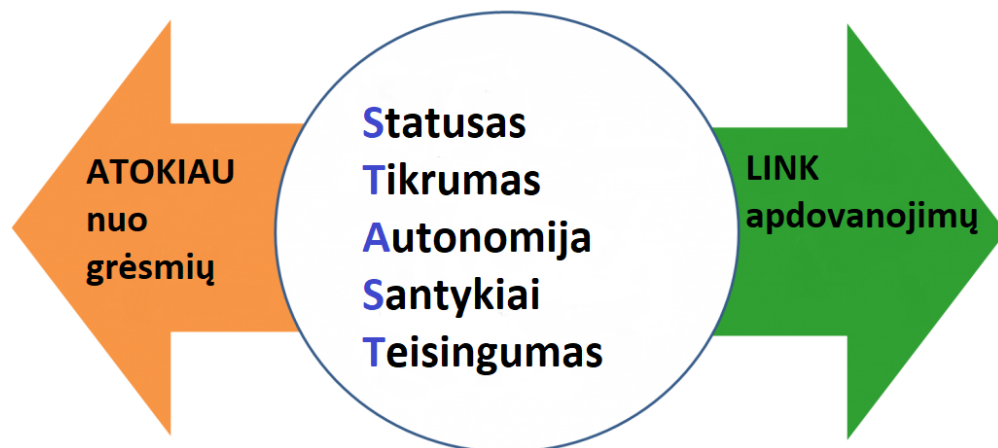 ATOKIAU
nuo
grėsmių
Statusas
Tikrumas
Autonomija
Santykiai
Teisingumas
LINK
apdovanojimų